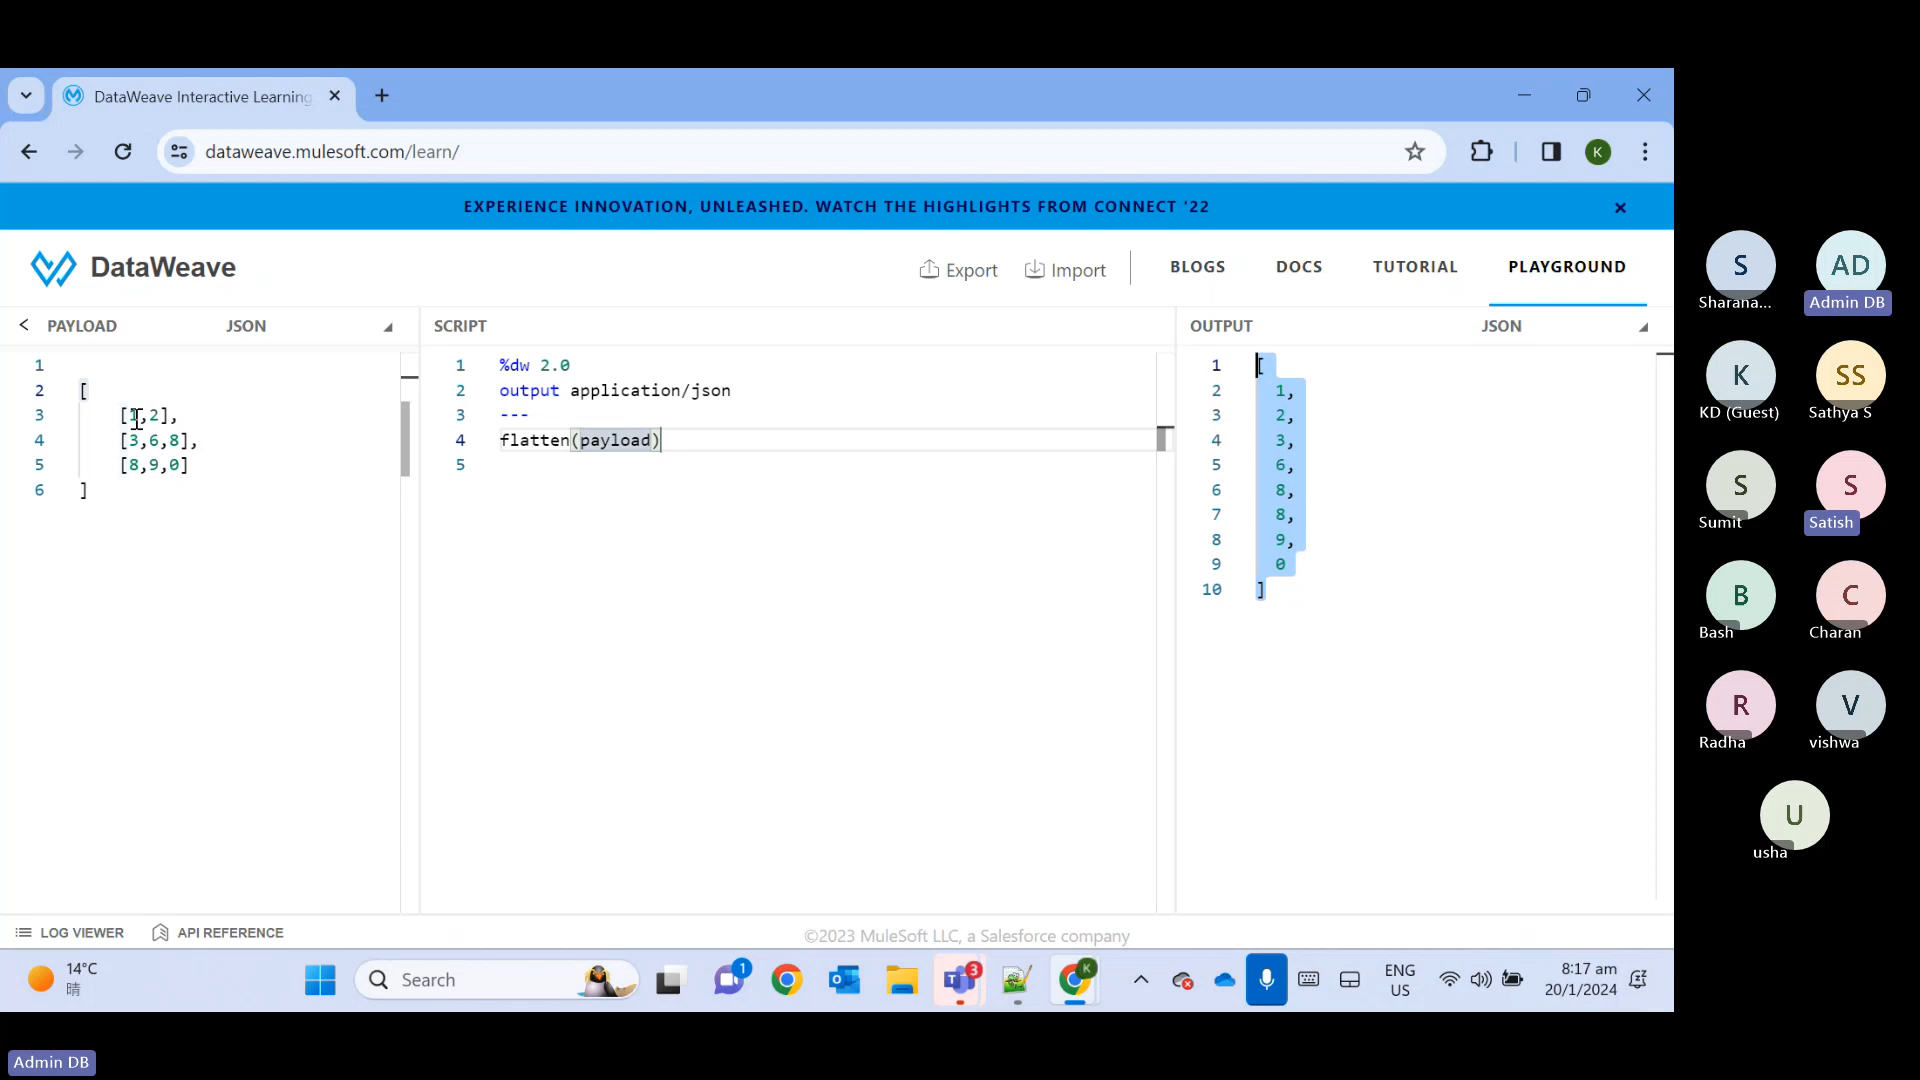 DataWeave Interactive Learning
dataweave.mulesoft.com/learn/
K
EXPERIENCE INNOVATION, UNLEASHED. WATCH THE HIGHLIGHTS FROM CONNECT '22
DataWeave
Export
Import
BLOGS
DOCS
TUTORIAL
PLAYGROUND
PAYLOAD
JSON
1
2 [
3 [1,2],
4 [3,6,8],
5 [8,9,0]
6 ]
SCRIPT
1 %dw 2.0
2 output application/json
3 ---
4 flatten(payload)
5
OUTPUT
JSON
1 [
2 1,
3 2,
4 3,
5 6,
6 8,
7 8,
8 9,
9 0
10 ]
LOG VIEWER
API REFERENCE
©2023 MuleSoft LLC, a Salesforce company
14°C
晴
Search
1
3
K
ENG
US
8:17 am
20/1/2024
S
Sharana...
AD
Admin DB
K
KD (Guest)
SS
Sathya S
S
Sumit
S
Satish
B
Bash
C
Charan
R
Radha
V
vishwa
U
usha
Admin DB